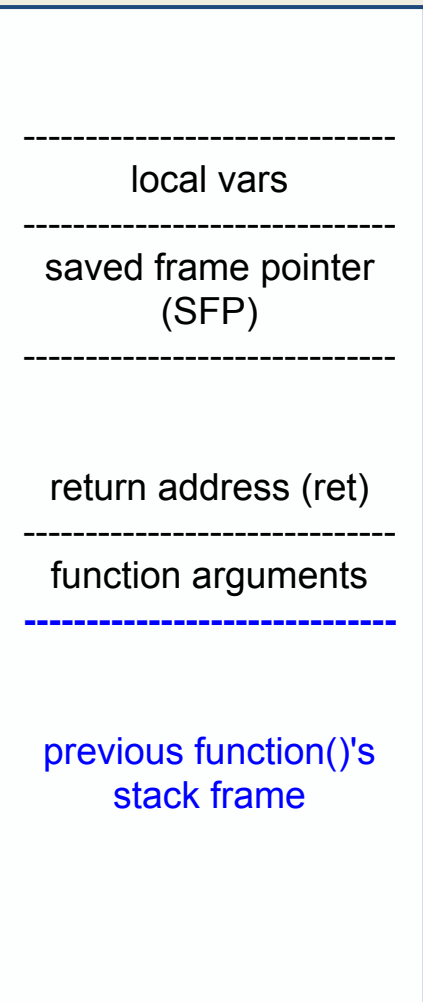 ------------------------------
local vars
------------------------------
saved frame pointer
(SFP)
------------------------------
return address (ret)
------------------------------
function arguments
------------------------------
previous function()'s
stack frame